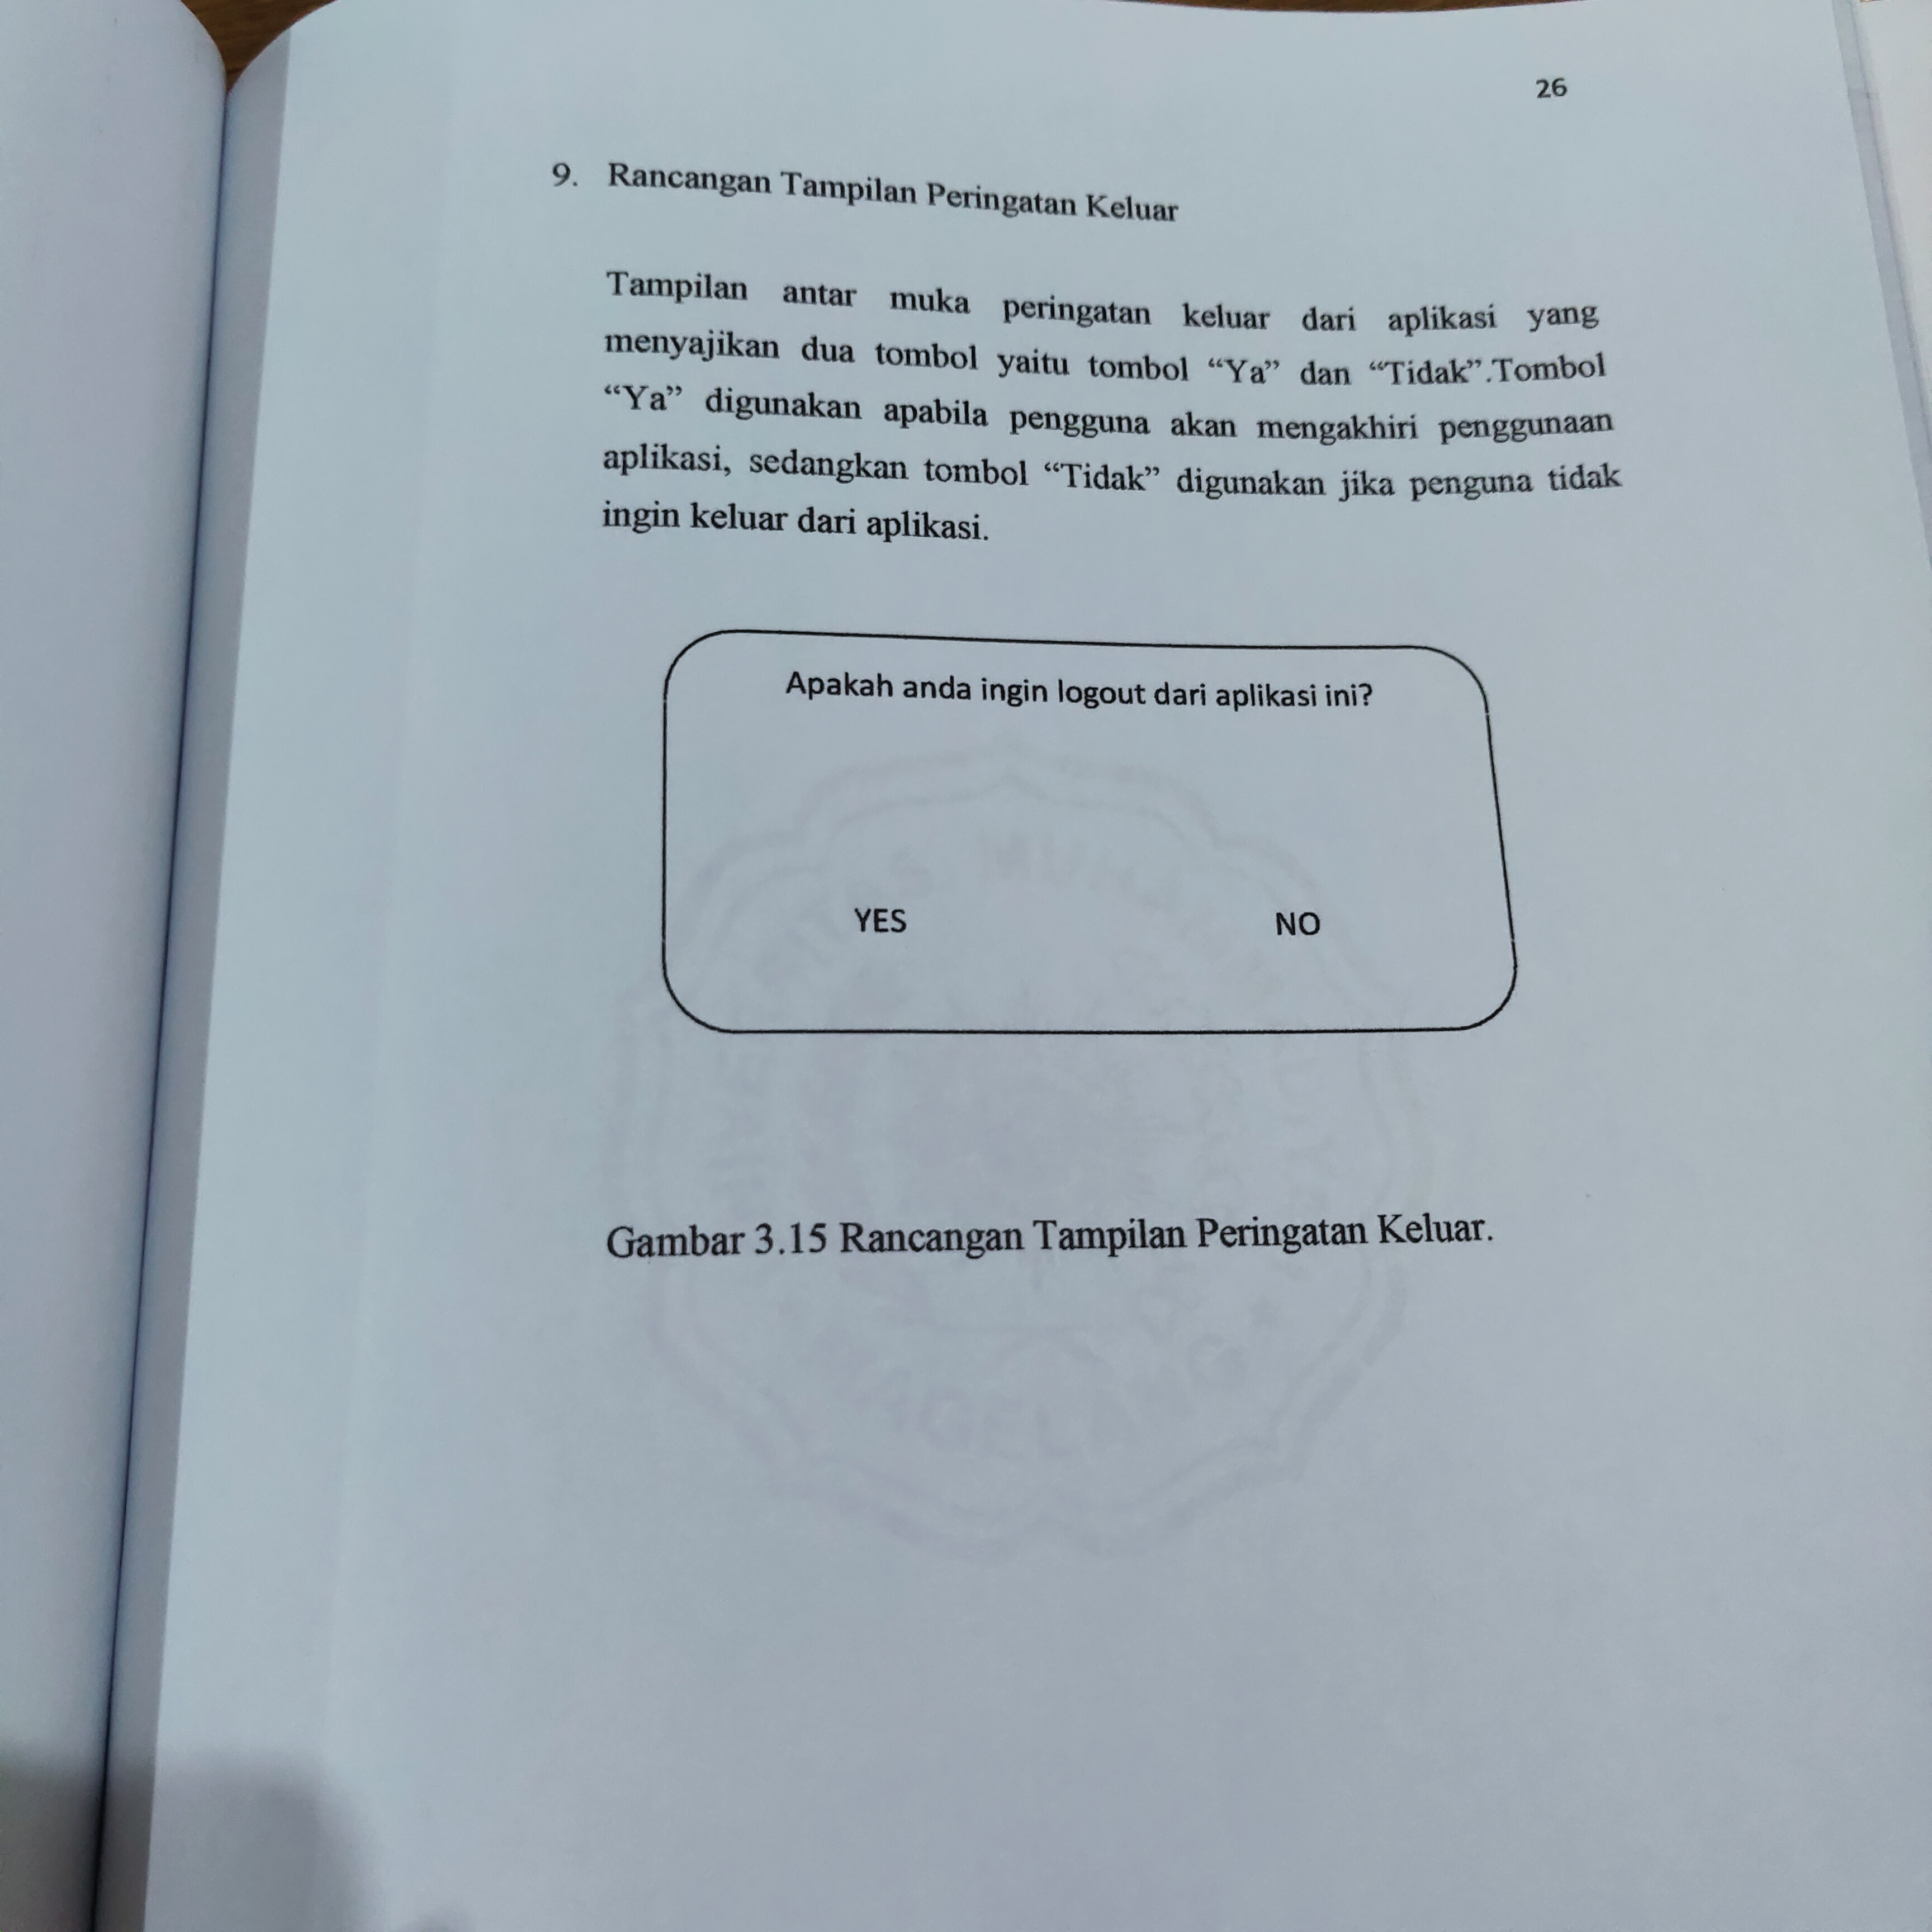 26
9. Rancangan Tampilan Peringatan Keluar
Tampilan antar muka peringatan keluar dari aplikasi yang
menyajikan dua tombol yaitu tombol “Ya” dan “Tidak”.Tombol
“Ya” digunakan apabila pengguna akan mengakhiri penggunaan
aplikasi, sedangkan tombol “Tidak” digunakan jika penguna tidak
ingin keluar dari aplikasi.
Apakah anda ingin logout dari aplikasi ini?
YES NO
Gambar 3.15 Rancangan Tampilan Peringatan Keluar.
MAGELANG